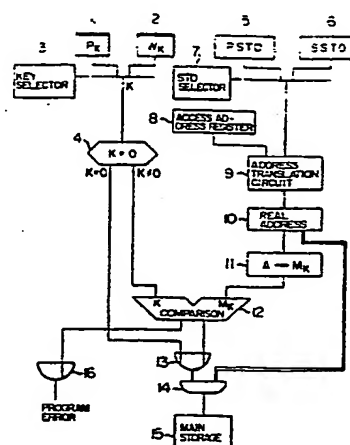 1
2
5
6
3
PK
NK
7
PSTO
SSTO
KEY
SELECTOR
K
STO
SELECTOR
8
ACCESS AD-
DRESS REGISTER
4
K=0
K=0
K≠0
9
ADDRESS
TRANSLATION
CIRCUIT
10
REAL
ADDRESS
11
A → MK
K
MK
COMPARISON
12
16
13
14
PROGRAM
ERROR
15
MAIN
STORAGE